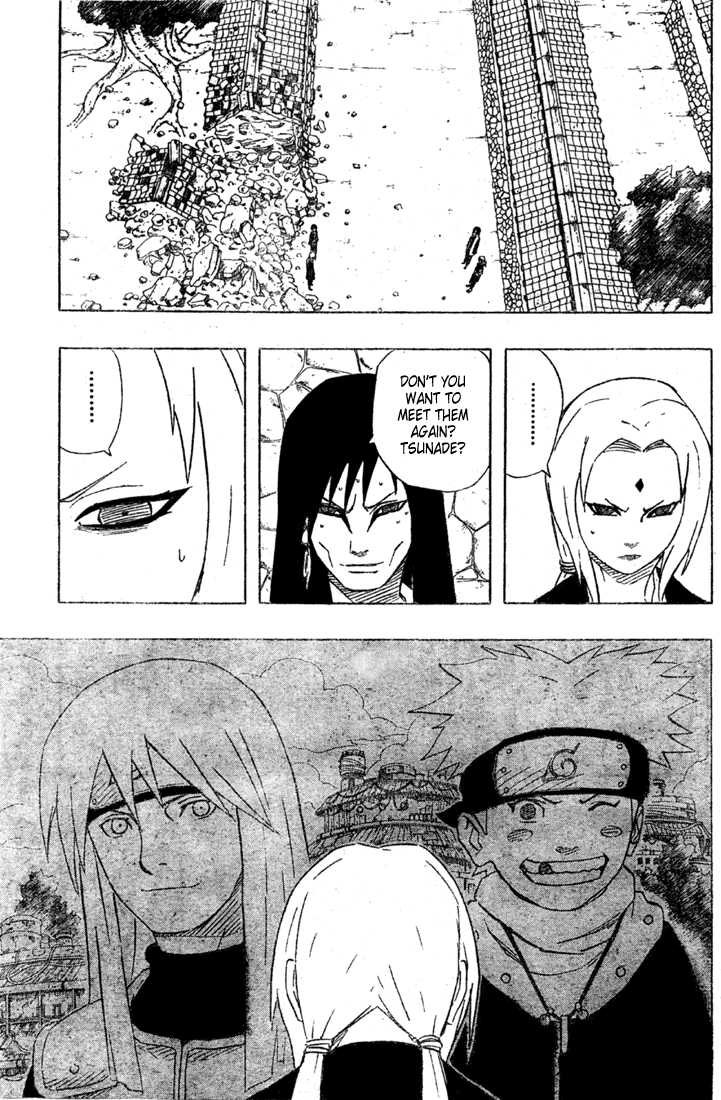 .........
DON'T YOU
WANT TO
MEET THEM
AGAIN?
TSUNADE?
.........